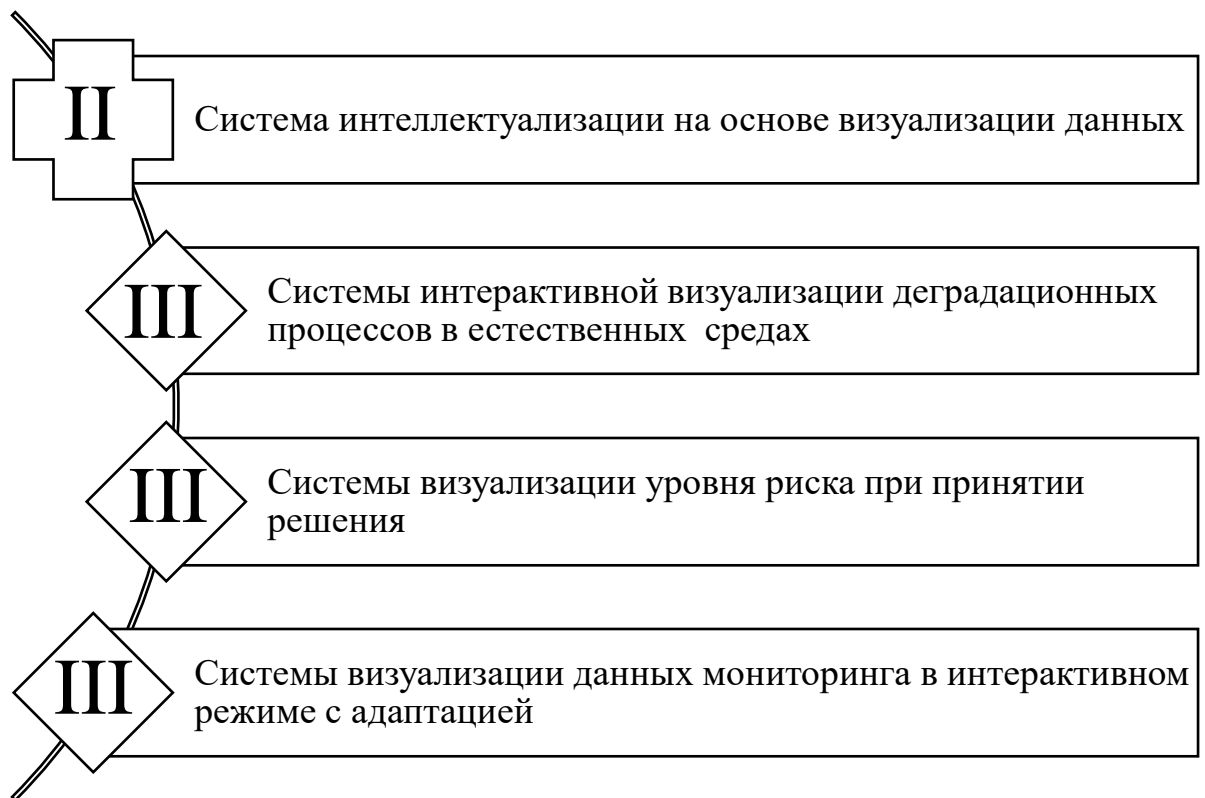 II
Система интеллектуализации на основе визуализации данных
III
Системы интерактивной визуализации деградационных
процессов в естественных  средах
III
Системы визуализации уровня риска при принятии
решения
III
Системы визуализации данных мониторинга в интерактивном
режиме с адаптацией